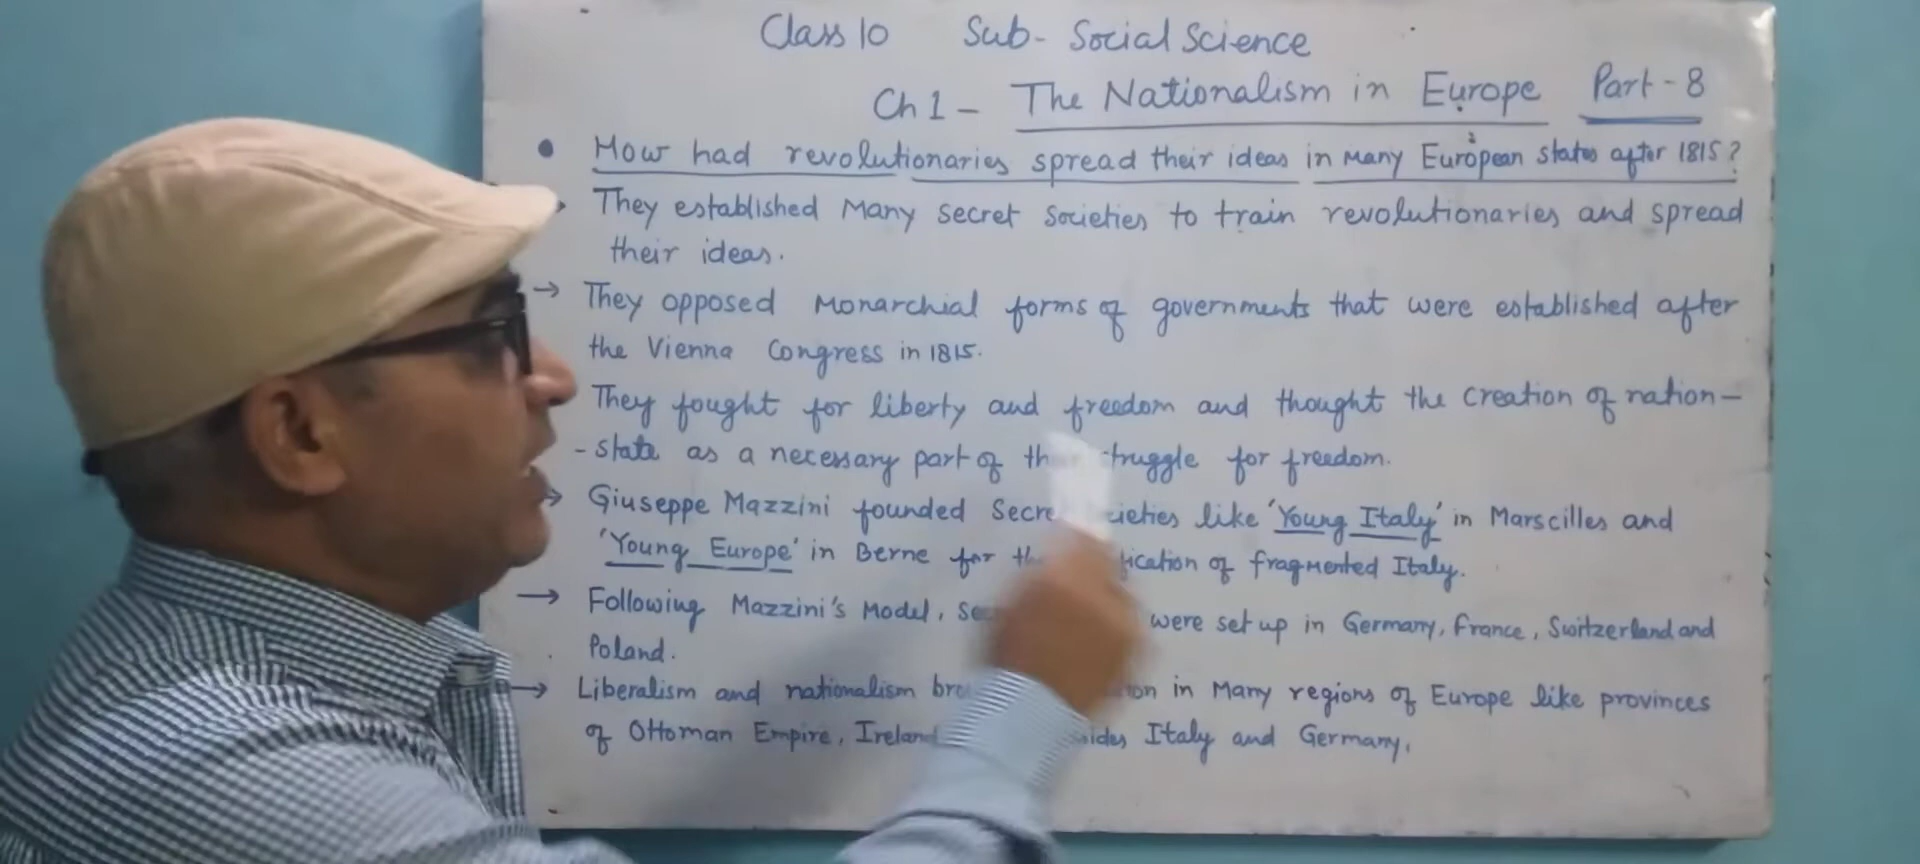 Class 10 Sub- Social Science
Ch 1 - The Nationalism in Europe Part - 8
• How had revolutionaries spread their ideas in Many European states after 1815?
They established Many secret Societies to train revolutionaries and spread
their ideas.
→ They opposed Monarchial forms of governments that were established after
the Vienna Congress in 1815.
They fought for liberty and freedom and thought the creation of nation-
- state as a necessary part of struggle for freedom.
→ Giuseppe Mazzini founded like 'Young Italy' in Marscilles and
'Young Europe' in Berne for of fragmented Italy.
→ Following Mazzini's Model, were set up in Germany, France, Switzerland and
Poland.
→ Liberalism and nationalism in Many regions of Europe like provinces
of Ottoman Empire, Ireland Italy and Germany,